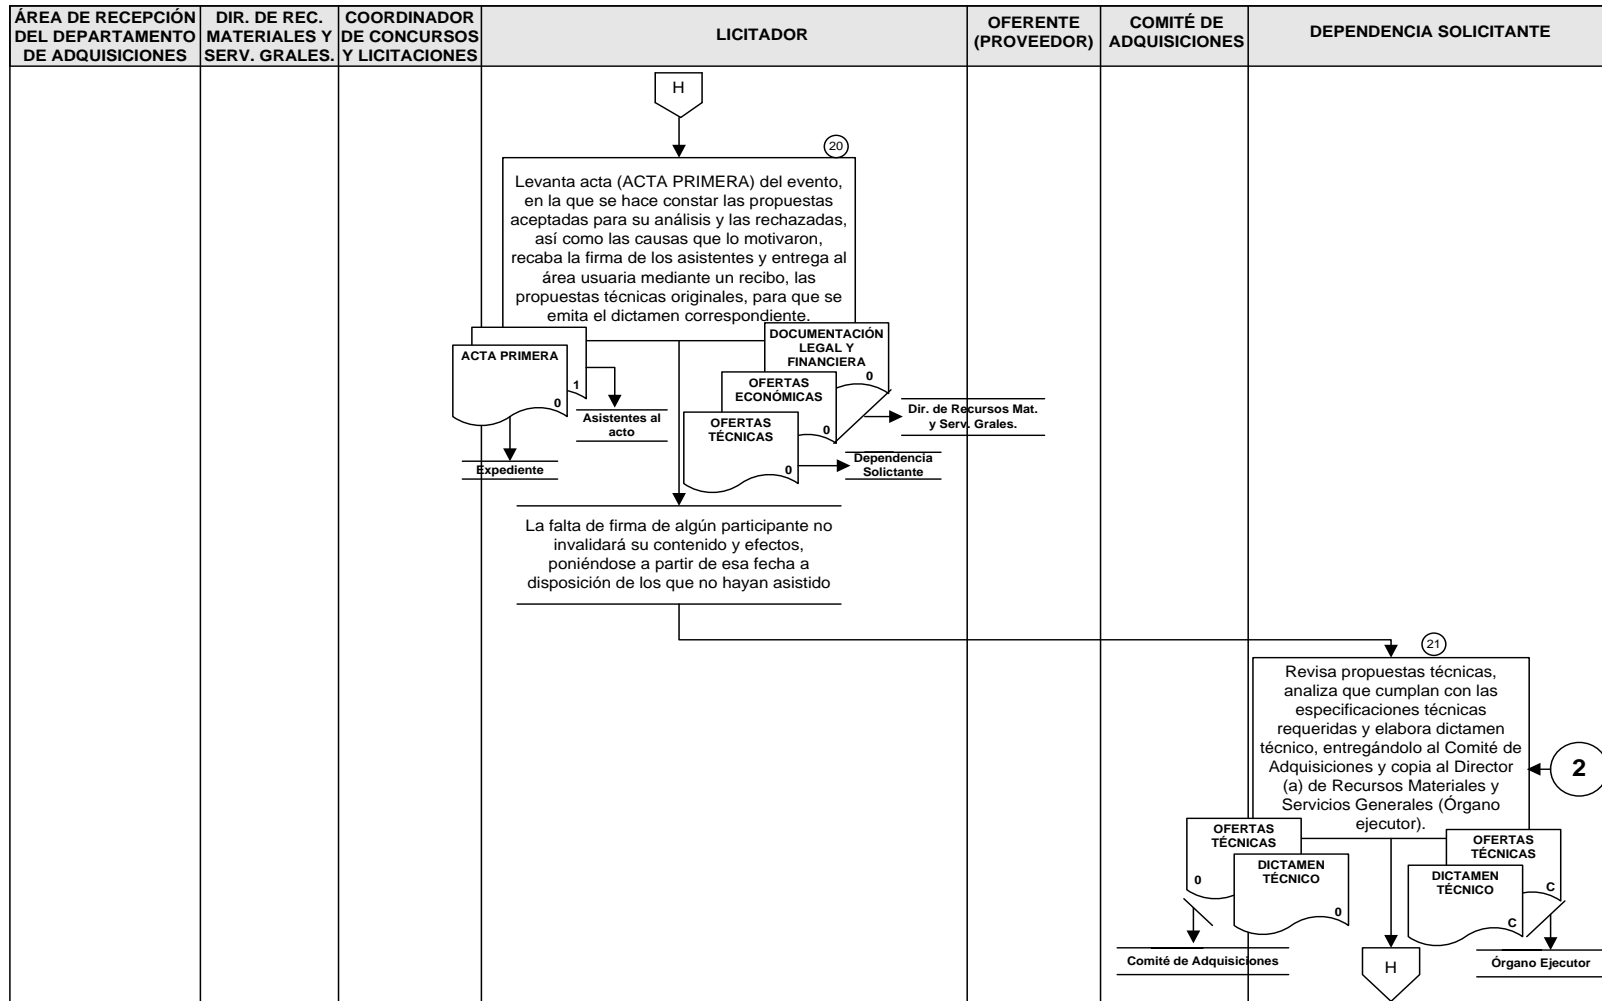 ÁREA DE RECEPCIÓN
DEL DEPARTAMENTO
DE ADQUISICIONES
DIR. DE REC.
MATERIALES Y
SERV. GRALES.
COORDINADOR
DE CONCURSOS
Y LICITACIONES
LICITADOR
OFERENTE
(PROVEEDOR)
COMITÉ DE
ADQUISICIONES
DEPENDENCIA SOLICITANTE
H
20
Levanta acta (ACTA PRIMERA) del evento,
en la que se hace constar las propuestas
aceptadas para su análisis y las rechazadas,
así como las causas que lo motivaron,
recaba la firma de los asistentes y entrega al
área usuaria mediante un recibo, las
propuestas técnicas originales, para que se
emita el dictamen correspondiente.
ACTA PRIMERA
0
1
Asistentes al
acto
Expediente
DOCUMENTACIÓN
LEGAL Y
FINANCIERA
0
OFERTAS
ECONÓMICAS
0
OFERTAS
TÉCNICAS
0
Dir. de Recursos Mat.
y Serv. Grales.
Dependencia
Solictante
La falta de firma de algún participante no
invalidará su contenido y efectos,
poniéndose a partir de esa fecha a
disposición de los que no hayan asistido
21
Revisa propuestas técnicas,
analiza que cumplan con las
especificaciones técnicas
requeridas y elabora dictamen
técnico, entregándolo al Comité de
Adquisiciones y copia al Director
(a) de Recursos Materiales y
Servicios Generales (Órgano
ejecutor).
2
OFERTAS
TÉCNICAS
0
DICTAMEN
TÉCNICO
0
Comité de Adquisiciones
OFERTAS
TÉCNICAS
C
DICTAMEN
TÉCNICO
C
Órgano Ejecutor
H